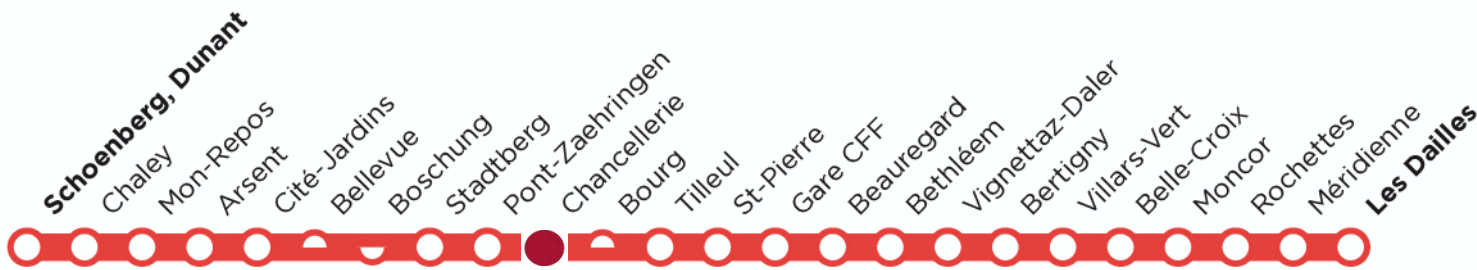 Schoenberg, Dunant
Chaley
Mon-Repos
Arsent
Cité-Jardins
Bellevue
Boschung
Stadtberg
Pont-Zaehringen
Chancellerie
Bourg
Tilleul
St-Pierre
Gare CFF
Beauregard
Bethléem
Vignettaz-Daler
Bertigny
Villars-Vert
Belle-Croix
Moncor
Rochettes
Méridienne
Les Dailles